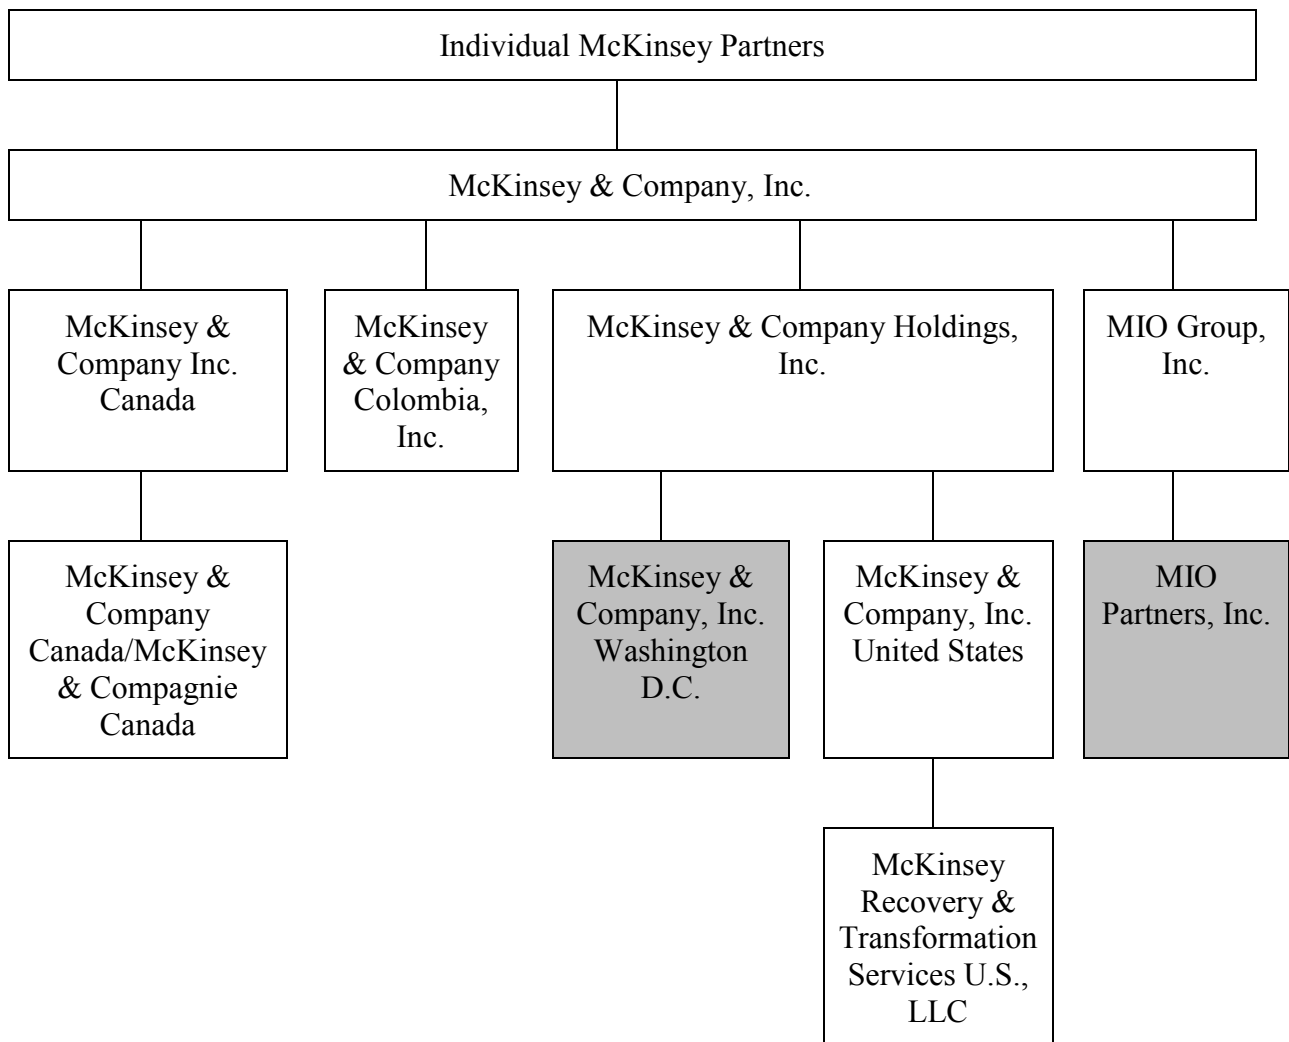 Individual McKinsey Partners
McKinsey & Company, Inc.
McKinsey &
Company Inc.
Canada
McKinsey
& Company
Colombia,
Inc.
McKinsey & Company Holdings,
Inc.
MIO Group,
Inc.
McKinsey &
Company
Canada/McKinsey
& Compagnie
Canada
McKinsey &
Company, Inc.
Washington
D.C.
McKinsey &
Company, Inc.
United States
MIO
Partners, Inc.
McKinsey
Recovery &
Transformation
Services U.S.,
LLC